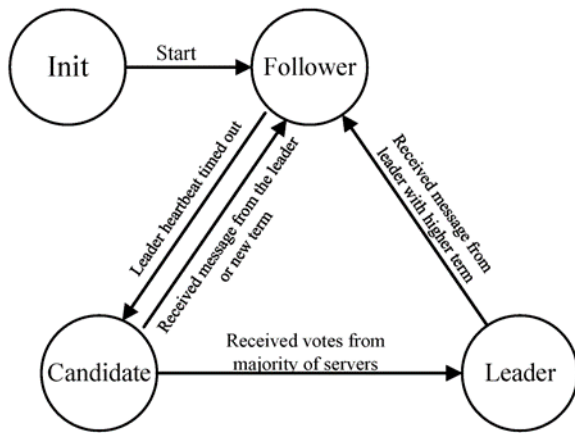 Init
Start
Follower
Leader heartbeat timed out
Received message from the leader
or new term
Received message from
leader with higher term
Candidate
Received votes from
majority of servers
Leader